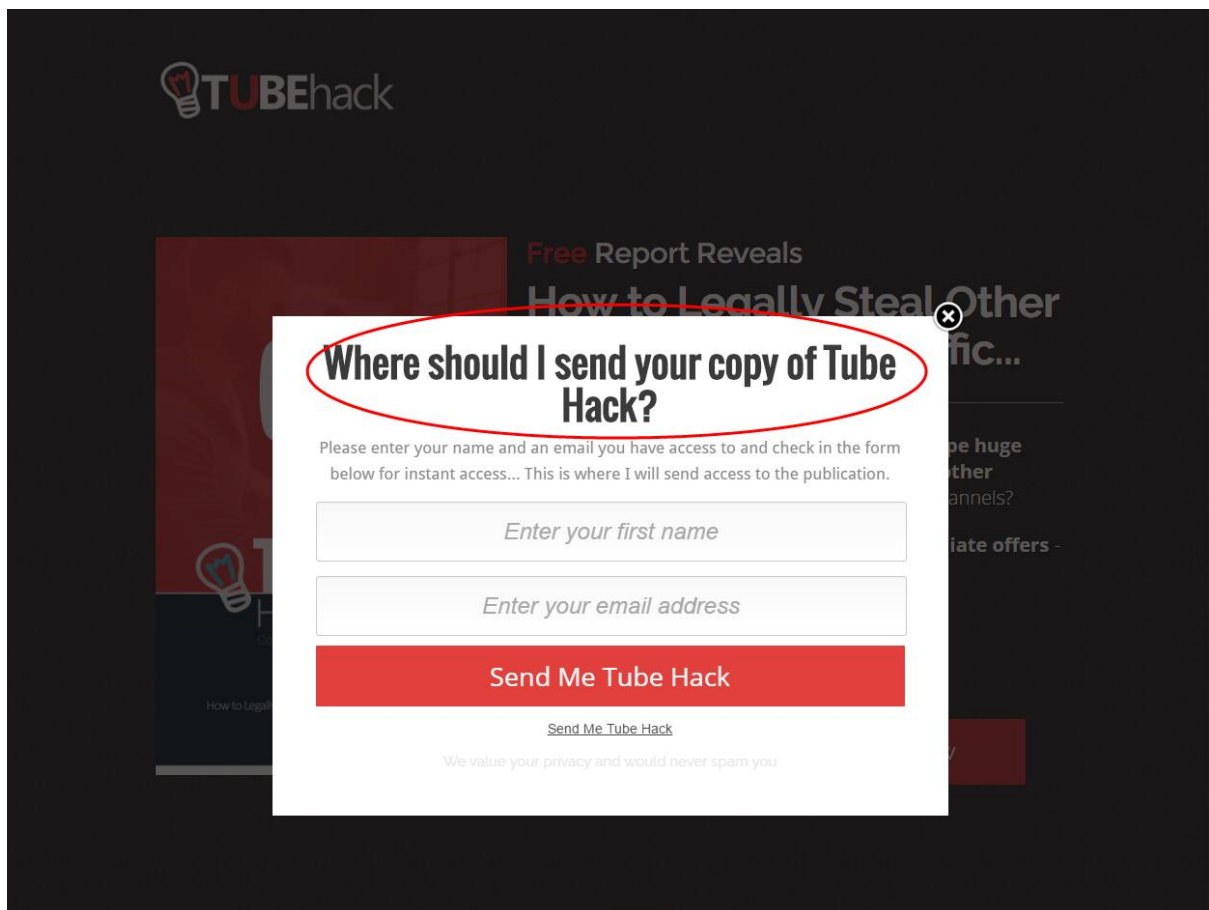 TUBEhack
Free Report Reveals
How to Legally Steal Other
fic...
Where should I send your copy of Tube
Hack?
Please enter your name and an email you have access to and check in the form
below for instant access... This is where I will send access to the publication.
pe huge
ther
annels?
Enter your first name
iate offers -
Enter your email address
Send Me Tube Hack
How to Legall
Send Me Tube Hack
We value your privacy and would never spam you